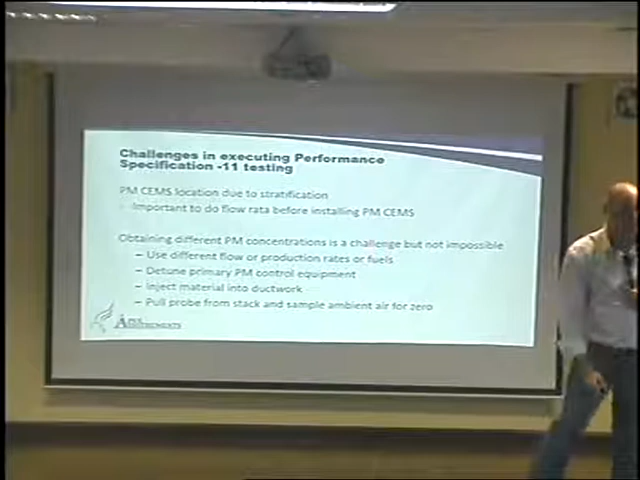 Challenges in executing Performance
Specification -11 testing
PM CEMS location due to stratification
Important to do flow rata before installing PM CEMS
Obtaining different PM concentrations is a challenge but not impossible
– Use different flow or production rates or fuels
– Detune primary PM control equipment
– Inject material into ductwork
– Pull probe from stack and sample ambient air for zero